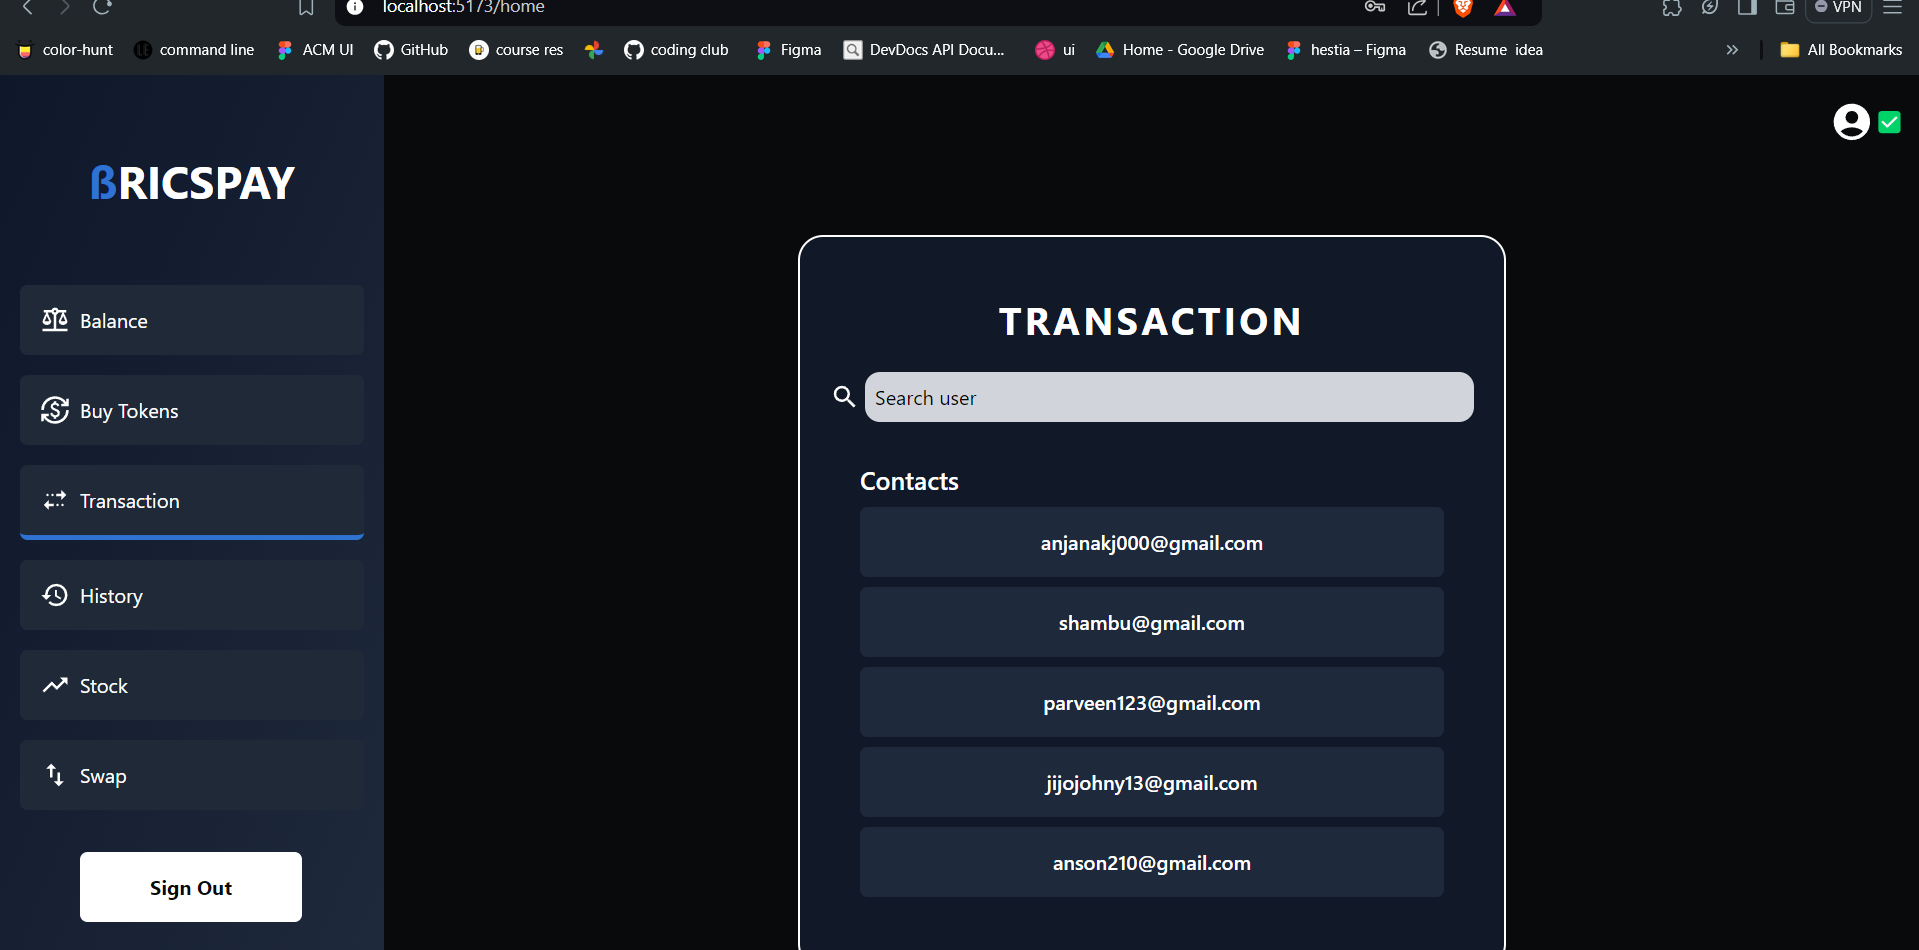 localhost:5173/home
VPN
color-hunt command line ACM UI GitHub course res coding club Figma DevDocs API Docu... ui Home - Google Drive hestia – Figma Resume idea » All Bookmarks
ßRICSPAY
Balance
Buy Tokens
Transaction
History
Stock
Swap
Sign Out
TRANSACTION
Search user
Contacts
anjanakj000@gmail.com
shambu@gmail.com
parveen123@gmail.com
jijojohny13@gmail.com
anson210@gmail.com